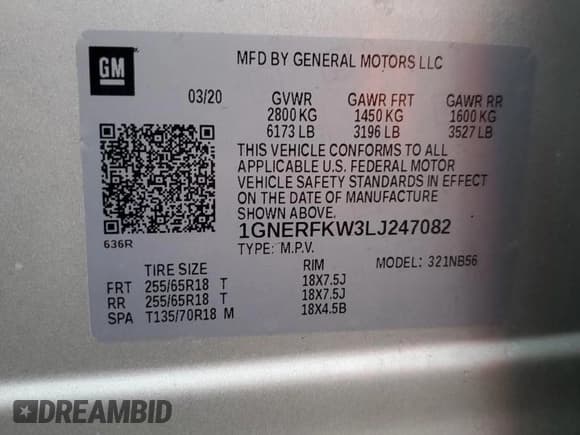 GM
MFD BY GENERAL MOTORS LLC
03/20 GVWR GAWR FRT GAWR RR
2800 KG 1450 KG 1600 KG
6173 LB 3196 LB 3527 LB
THIS VEHICLE CONFORMS TO ALL
APPLICABLE U.S. FEDERAL MOTOR
VEHICLE SAFETY STANDARDS IN EFFECT
ON THE DATE OF MANUFACTURE
SHOWN ABOVE.
1GNERFKW3LJ247082
636R
TYPE: M.P.V. MODEL: 321NB56
TIRE SIZE RIM
FRT 255/65R18 T 18X7.5J
RR 255/65R18 T 18X7.5J
SPA T135/70R18 M 18X4.5B
DREAMBID